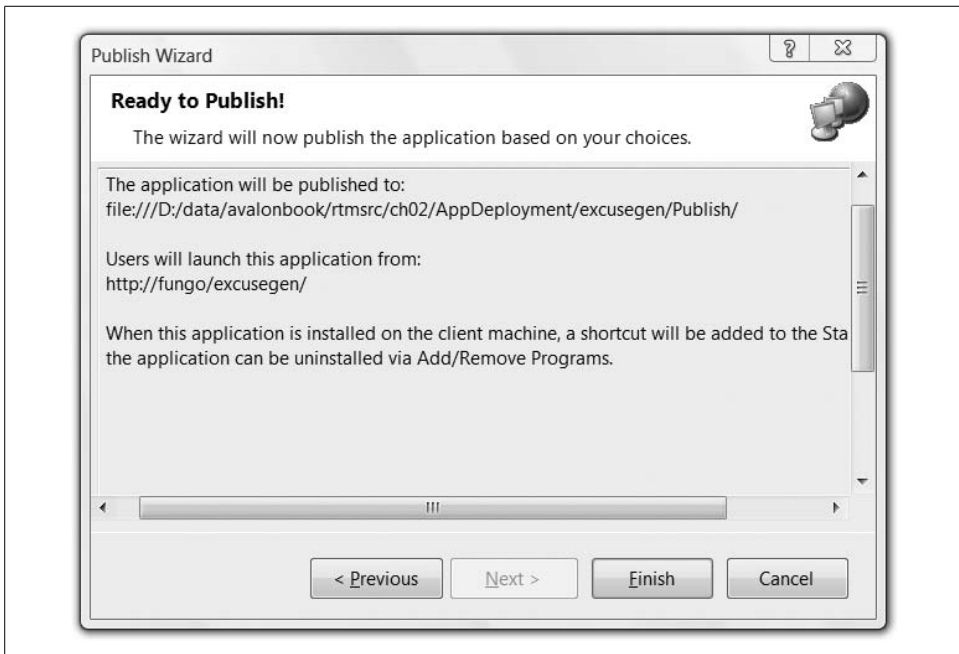 Publish Wizard
Ready to Publish!
The wizard will now publish the application based on your choices.
The application will be published to:
file:///D:/data/avalonbook/rtmsrc/ch02/AppDeployment/excusegen/Publish/
Users will launch this application from:
http://fungo/excusegen/
When this application is installed on the client machine, a shortcut will be added to the Sta
the application can be uninstalled via Add/Remove Programs.
< Previous Next > Finish Cancel